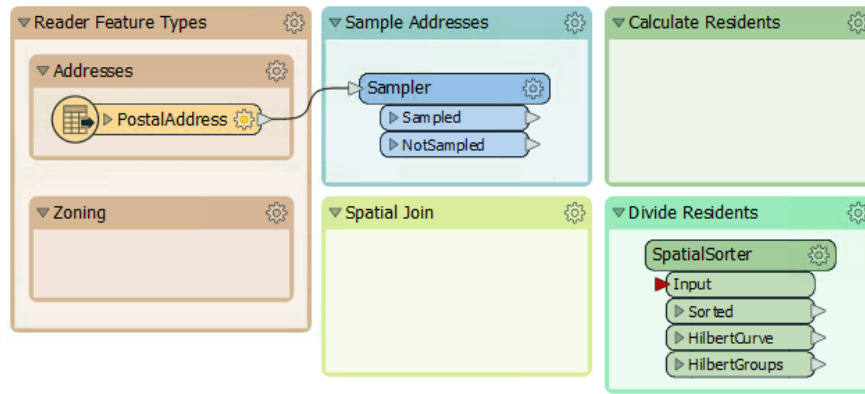 Reader Feature Types
Addresses
PostalAddress
Zoning
Sample Addresses
Sampler
Sampled
NotSampled
Spatial Join
Calculate Residents
Divide Residents
SpatialSorter
Input
Sorted
HilbertCurve
HilbertGroups